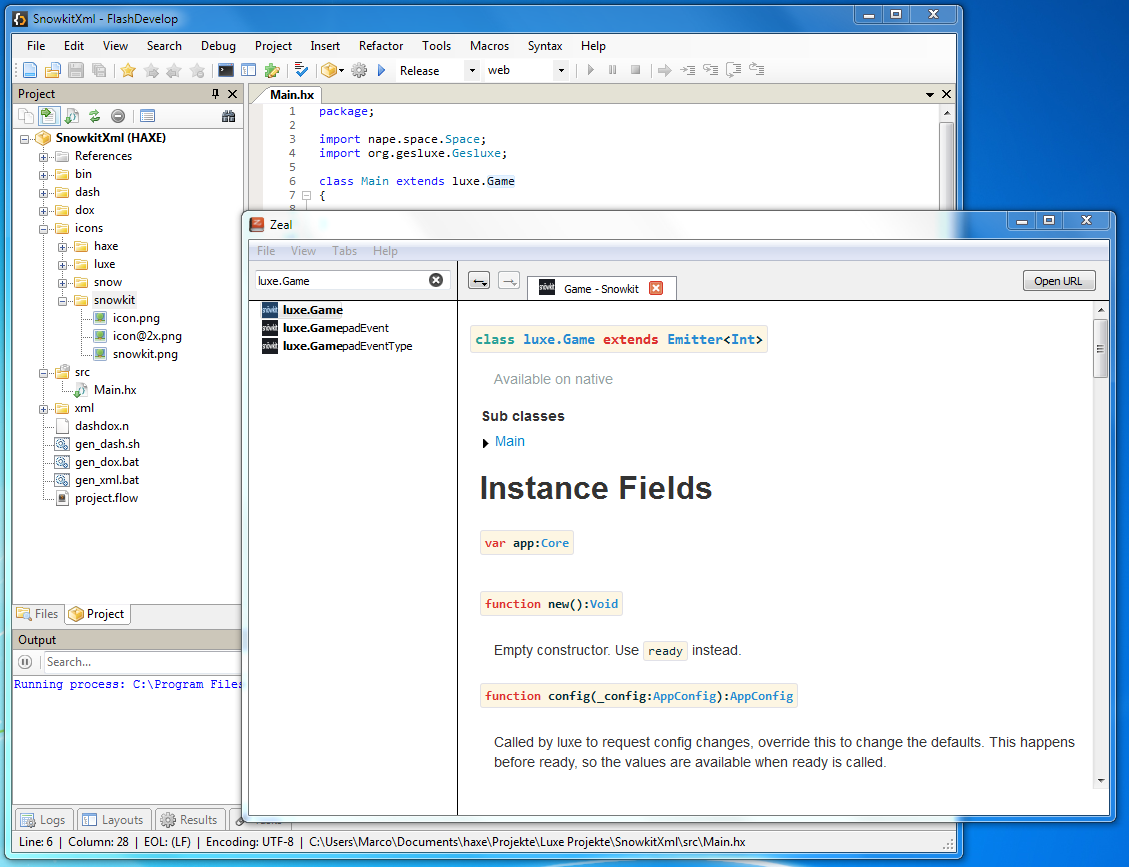 SnowkitXml - FlashDevelop
File Edit View Search Debug Project Insert Refactor Tools Macros Syntax Help
Release web
Project
SnowkitXml (HAXE)
References
bin
dash
dox
icons
haxe
luxe
snow
snowkit
icon.png
icon@2x.png
snowkit.png
src
Main.hx
xml
dashdox.n
gen_dash.sh
gen_dox.bat
gen_xml.bat
project.flow
Files Project
Output
Search...
Running process: C:\Program Files
Logs Layouts Results
Line: 6 | Column: 28 | EOL: (LF) | Encoding: UTF-8 | C:\Users\Marco\Documents\haxe\Projekte\Luxe Projekte\SnowkitXml\src\Main.hx
Main.hx
1 package;
2
3 import nape.space.Space;
4 import org.gesluxe.Gesluxe;
5
6 class Main extends luxe.Game
7 {
8
Zeal
File View Tabs Help
luxe.Game
luxe.Game
luxe.GamepadEvent
luxe.GamepadEventType
Game - Snowkit
Open URL
class luxe.Game extends Emitter<Int>
Available on native
Sub classes
Main
Instance Fields
var app:Core
function new():Void
Empty constructor. Use ready instead.
function config(_config:AppConfig):AppConfig
Called by luxe to request config changes, override this to change the defaults. This happens
before ready, so the values are available when ready is called.